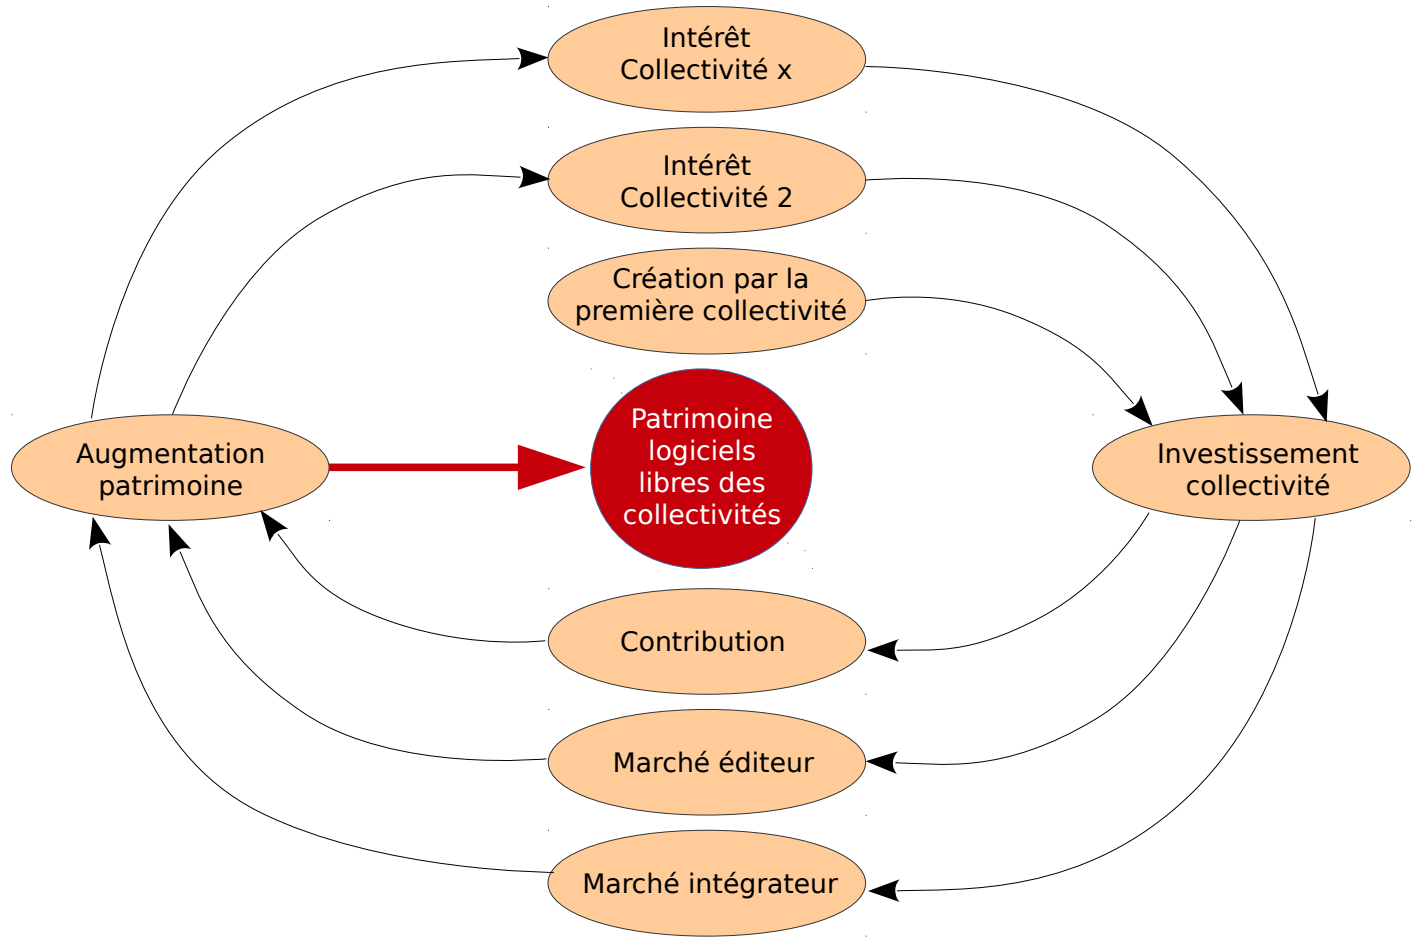 Intérêt
Collectivité x
Intérêt
Collectivité 2
Création par la
première collectivité
Patrimoine
logiciels
libres des
collectivités
Augmentation
patrimoine
Investissement
collectivité
Contribution
Marché éditeur
Marché intégrateur